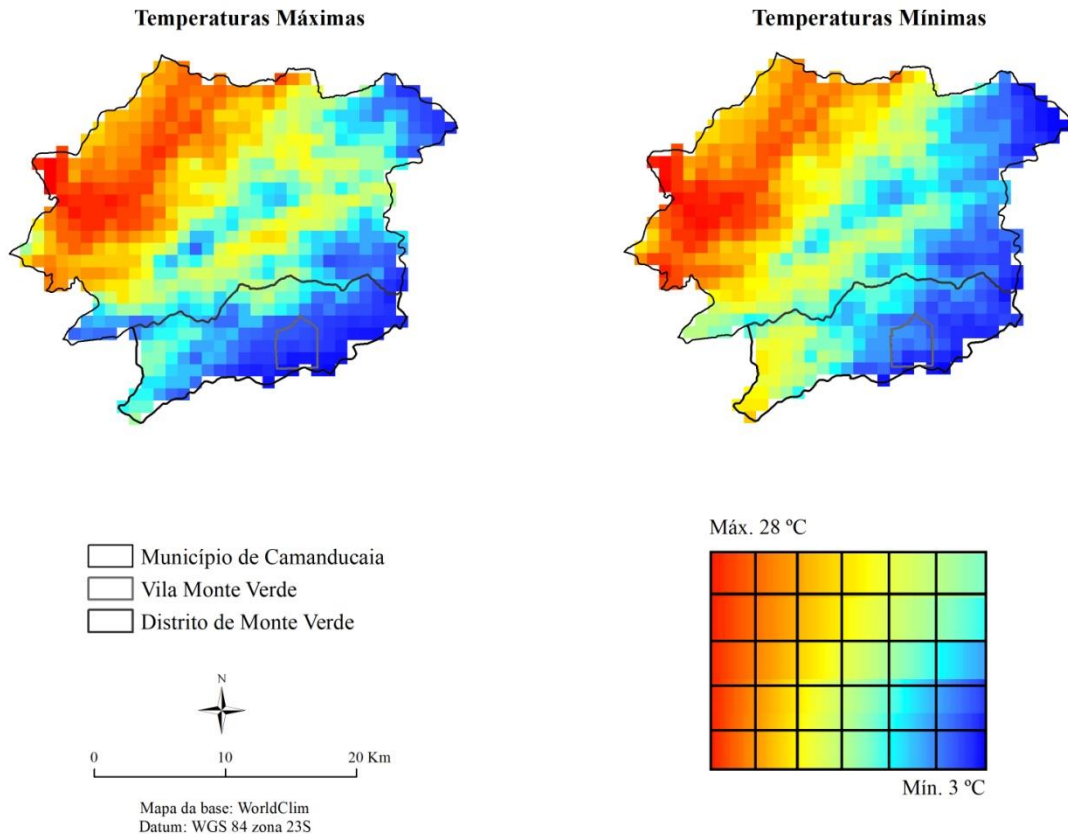 Temperaturas Máximas
Temperaturas Mínimas
Município de Camanducaia
Vila Monte Verde
Distrito de Monte Verde
N
0 10 20 Km
Mapa da base: WorldClim
Datum: WGS 84 zona 23S
Máx. 28 ºC
Mín. 3 ºC